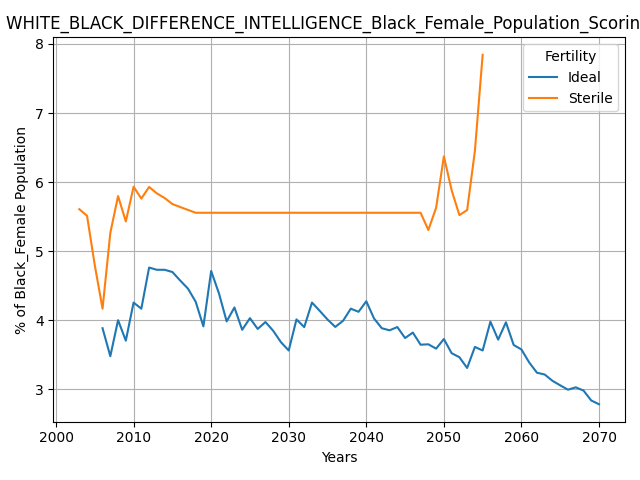 WHITE_BLACK_DIFFERENCE_INTELLIGENCE_Black_Female_Population_Scorin
8
7
6
5
4
3
% of Black_Female Population
2000 2010 2020 2030 2040 2050 2060 2070
Years
Fertility
Ideal
Sterile